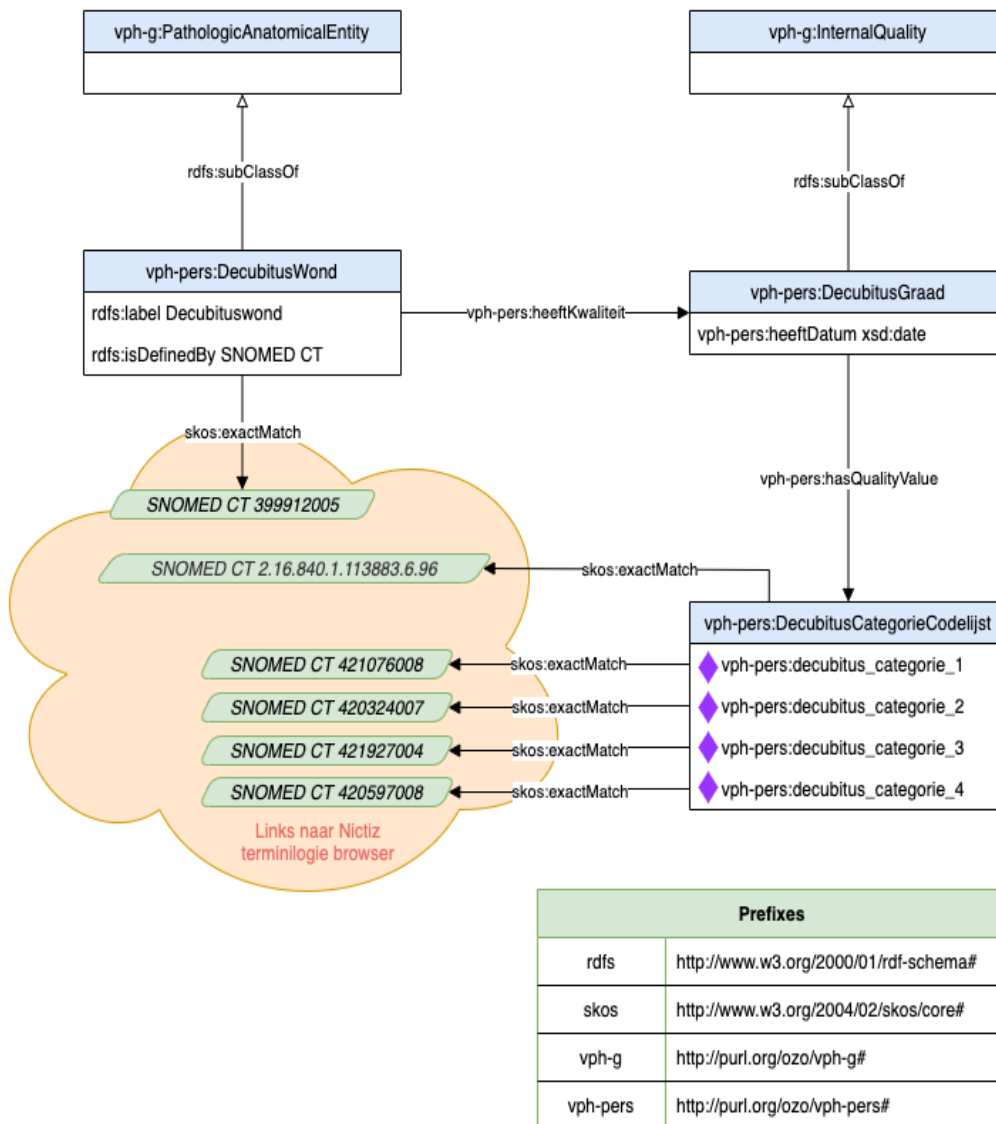 vph-g:PathologicAnatomicalEntity
vph-g:InternalQuality
rdfs:subClassOf
rdfs:subClassOf
vph-pers:DecubitusWond
rdfs:label Decubituswond
rdfs:isDefinedBy SNOMED CT
vph-pers:heeftKwaliteit
vph-pers:DecubitusGraad
vph-pers:heeftDatum xsd:date
skos:exactMatch
vph-pers:hasQualityValue
SNOMED CT 399912005
SNOMED CT 2.16.840.1.113883.6.96
skos:exactMatch
vph-pers:DecubitusCategorieCodelijst
SNOMED CT 421076008
skos:exactMatch
vph-pers:decubitus_categorie_1
SNOMED CT 420324007
skos:exactMatch
vph-pers:decubitus_categorie_2
SNOMED CT 421927004
skos:exactMatch
vph-pers:decubitus_categorie_3
SNOMED CT 420597008
skos:exactMatch
vph-pers:decubitus_categorie_4
Links naar Nictiz
terminilogie browser
Prefixes
rdfs http://www.w3.org/2000/01/rdf-schema#
skos http://www.w3.org/2004/02/skos/core#
vph-g http://purl.org/ozo/vph-g#
vph-pers http://purl.org/ozo/vph-pers#